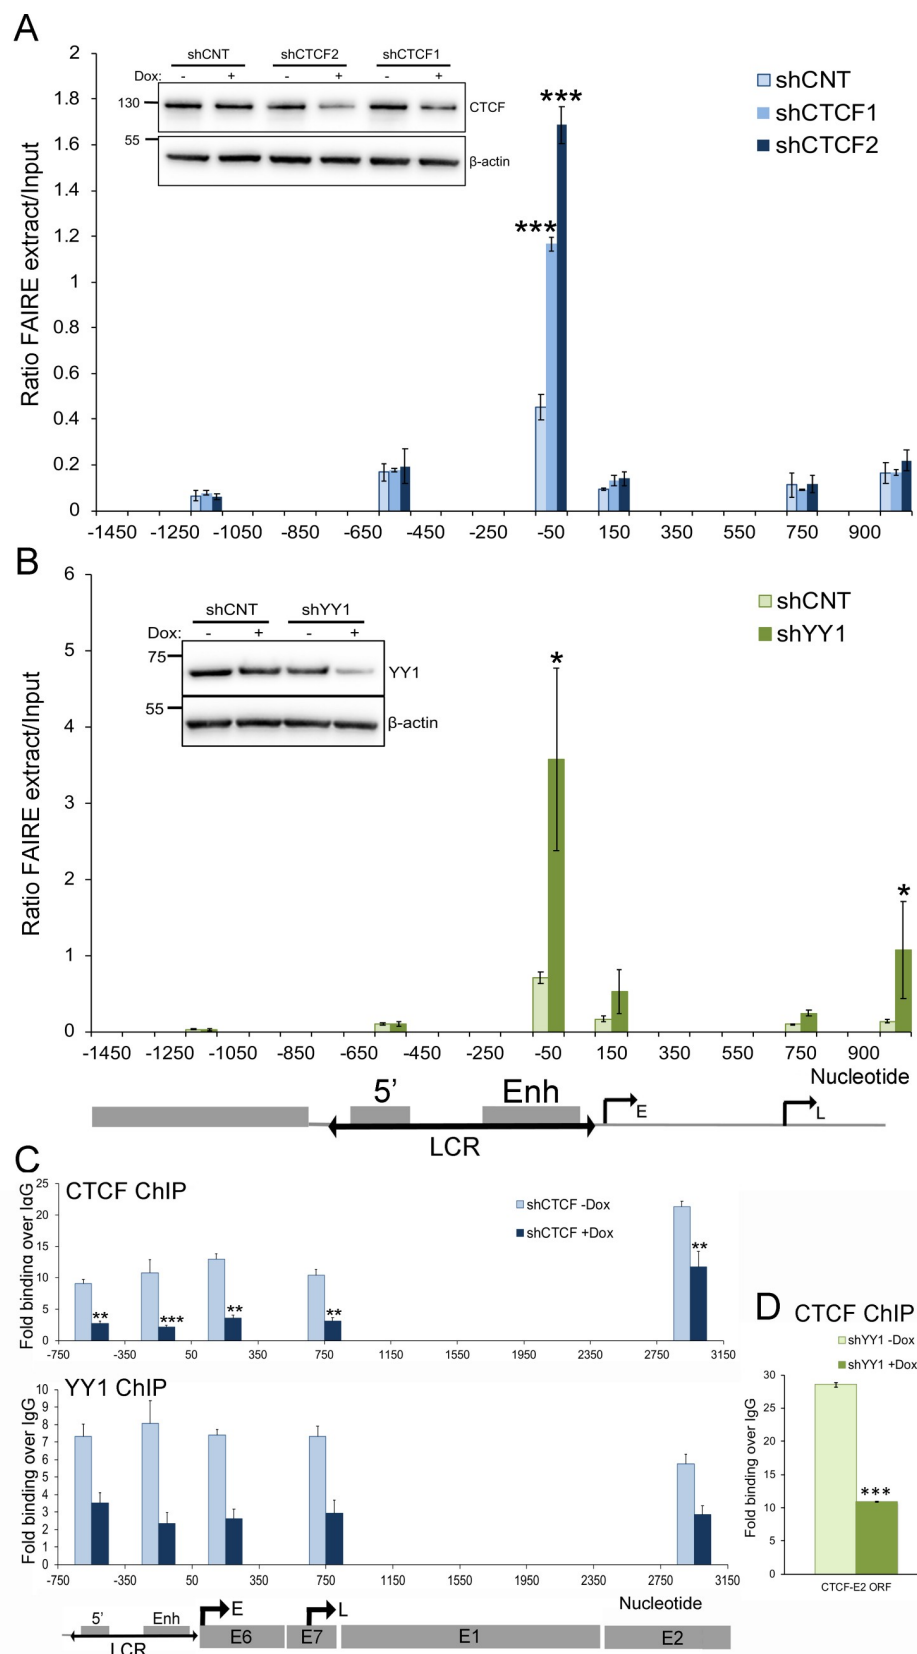 A
shCNT shCTCF2 shCTCF1
Dox: - + - + - +
130 CTCF
55 β-actin
shCNT
shCTCF1
shCTCF2
***
***
Ratio FAIRE extract/Input
2
1.8
1.6
1.4
1.2
1
0.8
0.6
0.4
0.2
0
-1450 -1250 -1050 -850 -650 -450 -250 -50 150 350 550 750 900
B
shCNT shYY1
Dox: - + - +
75 YY1
55 β-actin
shCNT
shYY1
*
*
Ratio FAIRE extract/Input
6
5
4
3
2
1
0
-1450 -1250 -1050 -850 -650 -450 -250 -50 150 350 550 750 900
Nucleotide
5' Enh E L
LCR
C
CTCF ChIP
shCTCF -Dox
shCTCF +Dox
Fold binding over IgG
25
20
15
10
5
0
** *** ** ** **
-750 -350 50 350 750 1150 1550 1950 2350 2750 3150
YY1 ChIP
Fold binding over IgG
10
9
8
7
6
5
4
3
2
1
0
-750 -350 50 350 750 1150 1550 1950 2350 2750 3150
Nucleotide
5' Enh E L
LCR E6 E7 E1 E2
D CTCF ChIP
shYY1 -Dox
shYY1 +Dox
Fold binding over IgG
30
25
20
15
10
5
0
***
CTCF-E2 ORF